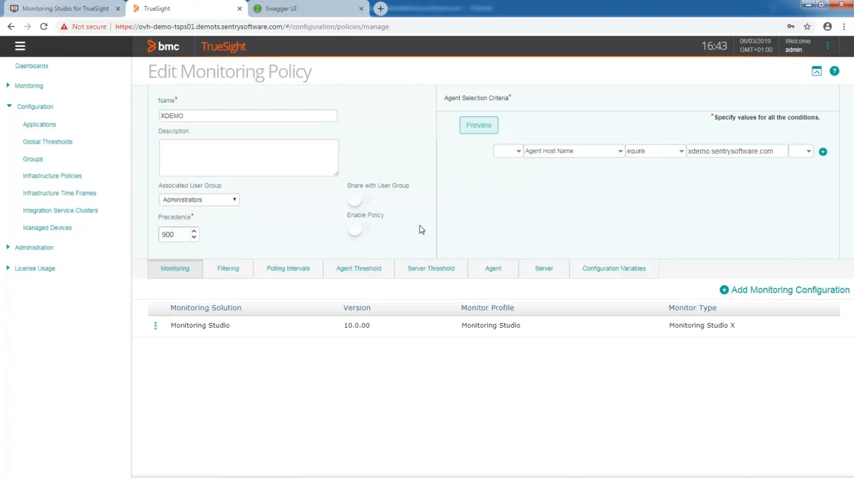 Monitoring Studio for TrueSight
TrueSight
Swagger UI
Not secure
https://ovh-demo-tsps01.demots.sentrysoftware.com/#/configuration/policies/manage
bmc TrueSight
16:43
06/03/2019
GMT+01:00
Welcome
admin
Dashboards
Monitoring
Configuration
Applications
Global Thresholds
Groups
Infrastructure Policies
Infrastructure Time Frames
Integration Service Clusters
Managed Devices
Administration
License Usage
Edit Monitoring Policy
Name*
XDEMO
Description
Associated User Group
Administrators
Share with User Group
Precedence*
900
Enable Policy
Agent Selection Criteria*
*Specify values for all the conditions.
Preview
Agent Host Name
equals
xdemo.sentrysoftware.com
Monitoring
Filtering
Polling Intervals
Agent Threshold
Server Threshold
Agent
Server
Configuration Variables
Add Monitoring Configuration
Monitoring Solution Version Monitor Profile Monitor Type
Monitoring Studio 10.0.00 Monitoring Studio Monitoring Studio X